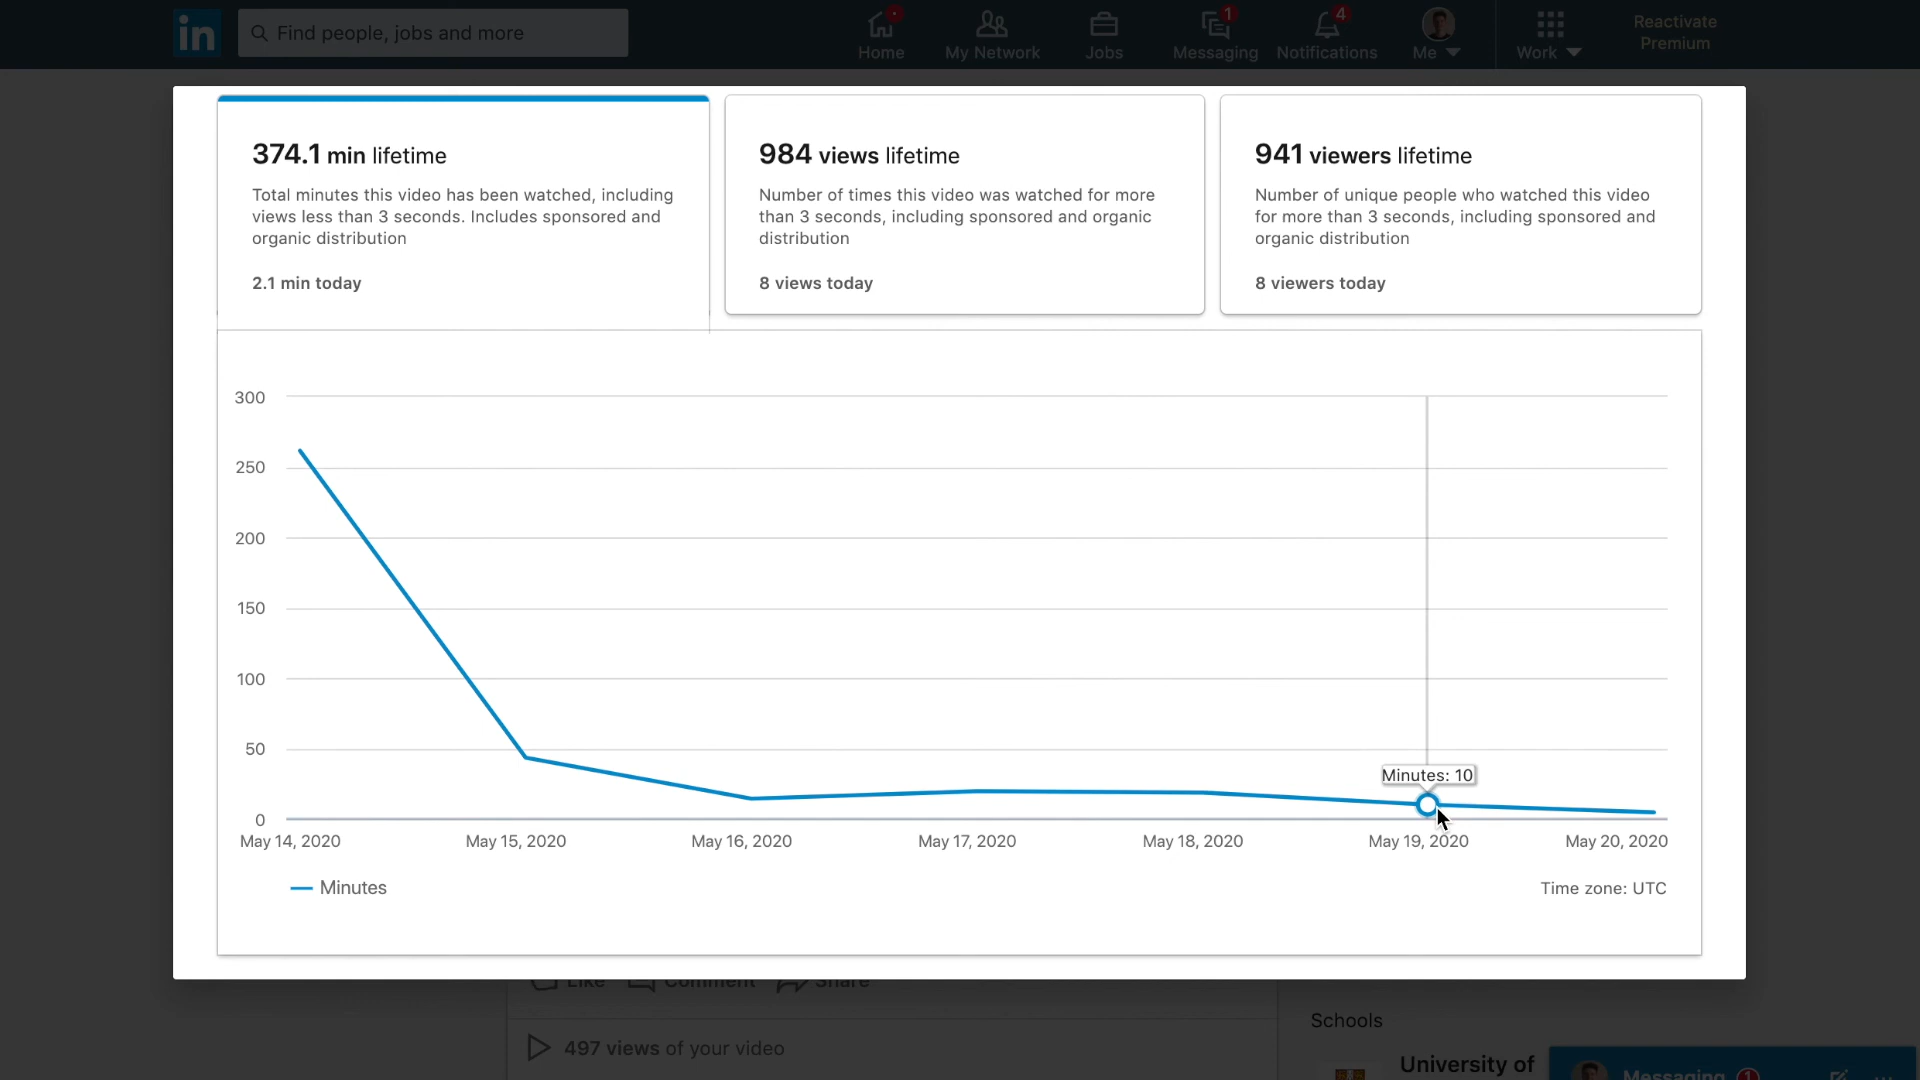 in
Find people, jobs and more
Home
My Network
Jobs
1
Messaging
4
Notifications
Me
Work
Reactivate
Premium
374.1 min lifetime
Total minutes this video has been watched, including
views less than 3 seconds. Includes sponsored and
organic distribution
2.1 min today
984 views lifetime
Number of times this video was watched for more
than 3 seconds, including sponsored and organic
distribution
8 views today
941 viewers lifetime
Number of unique people who watched this video
for more than 3 seconds, including sponsored and
organic distribution
8 viewers today
300
250
200
150
100
50
0
Minutes: 10
May 14, 2020
May 15, 2020
May 16, 2020
May 17, 2020
May 18, 2020
May 19, 2020
May 20, 2020
Minutes
Time zone: UTC
Like
Comment
Share
497 views of your video
Schools
University of
Messaging 1